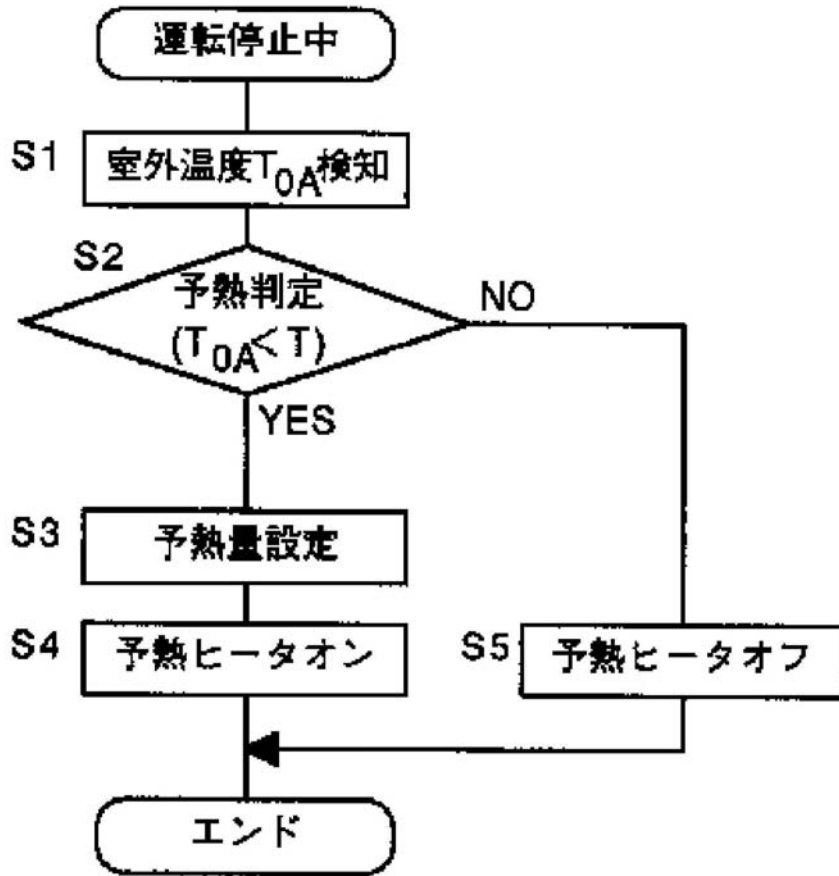 運転停止中
S1
室外温度T0A検知
S2
予熱判定
(T0A<T)
NO
YES
S3
予熱量設定
S4
予熱ヒータオン
S5
予熱ヒータオフ
エンド